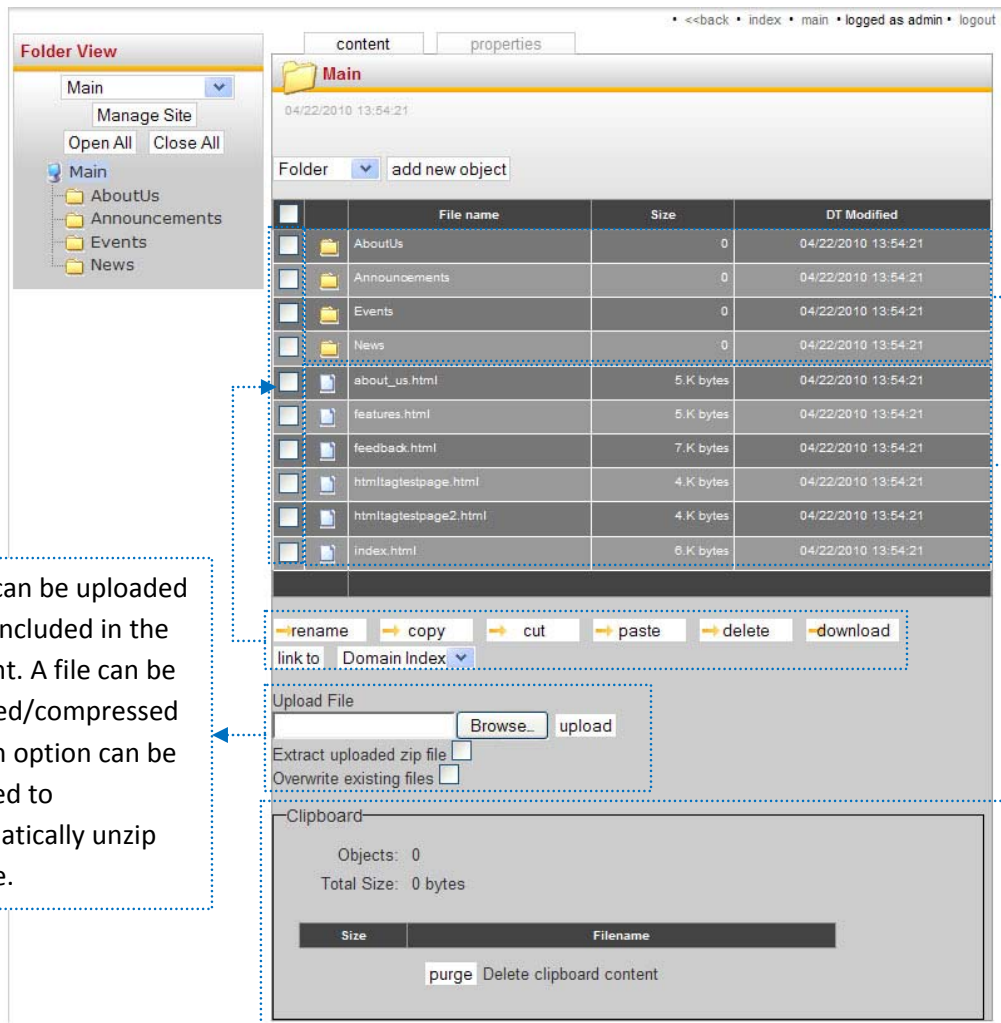 • <<back • index • main • logged as admin • logout
Folder View
Main
Manage Site
Open All Close All
Main
AboutUs
Announcements
Events
News
content properties
Main
04/22/2010 13:54:21
Folder add new object
File name Size DT Modified
AboutUs 0 04/22/2010 13:54:21
Announcements 0 04/22/2010 13:54:21
Events 0 04/22/2010 13:54:21
News 0 04/22/2010 13:54:21
about_us.html 5.K bytes 04/22/2010 13:54:21
features.html 5.K bytes 04/22/2010 13:54:21
feedback.html 7.K bytes 04/22/2010 13:54:21
htmltagtestpage.html 4.K bytes 04/22/2010 13:54:21
htmltagtestpage2.html 4.K bytes 04/22/2010 13:54:21
index.html 6.K bytes 04/22/2010 13:54:21
rename copy cut paste delete download
link to Domain Index
Upload File
Browse... upload
Extract uploaded zip file
Overwrite existing files
can be uploaded
ncluded in the
nt. A file can be
ed/compressed
n option can be
ed to
atically unzip
e.
Clipboard
Objects: 0
Total Size: 0 bytes
Size Filename
purge Delete clipboard content